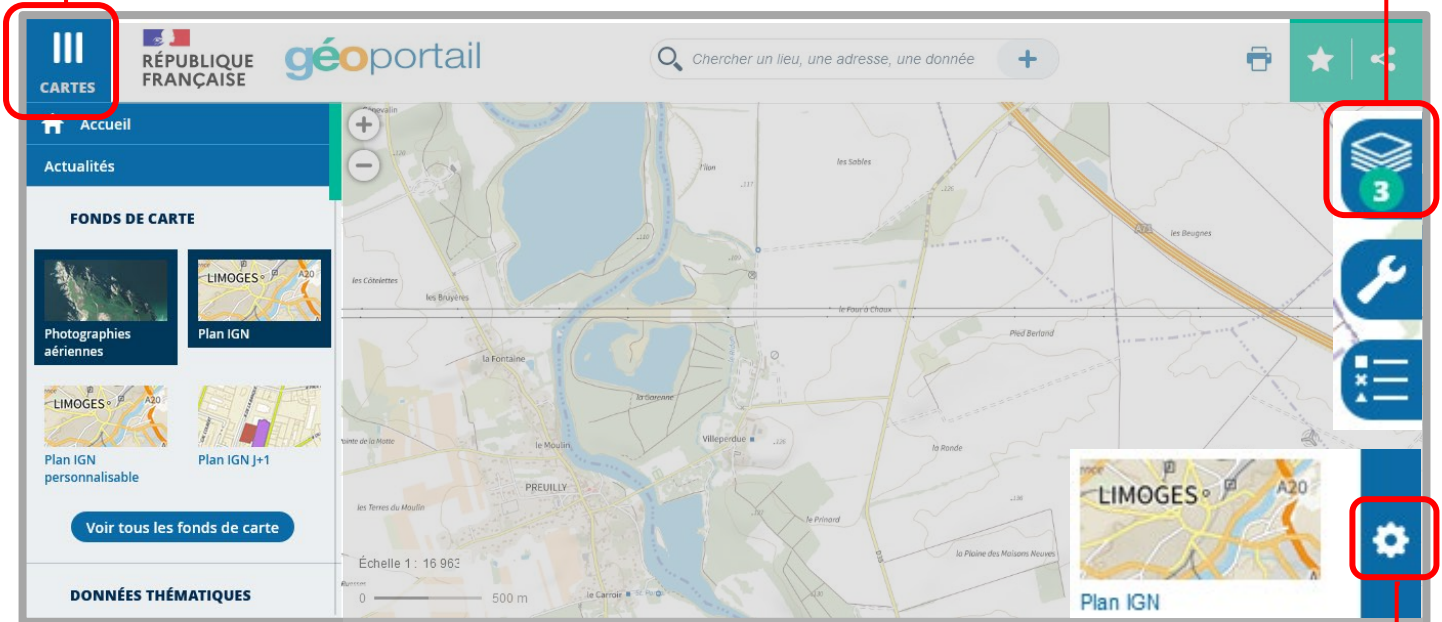 CARTES
RÉPUBLIQUE
FRANÇAISE
géoportail
Chercher un lieu, une adresse, une donnée
+
Accueil
Actualités
FONDS DE CARTE
LIMOGES
A20
Photographies
aériennes
Plan IGN
LIMOGES
A20
Plan IGN
personnalisable
Plan IGN J+1
Voir tous les fonds de carte
DONNÉES THÉMATIQUES
l'Ilon
les Sables
les Beugnes
les Côtelettes
les Bruyères
le Four à Chaux
Pied Berland
la Fontaine
la Garenne
Villeperdue
le Moulin
la Ronde
PREUILLY
les Terres du Moulin
le Prinard
la Plaine des Maisons Neuves
le Carroir
Échelle 1 : 16 963
0
500 m
3
LIMOGES
A20
Plan IGN